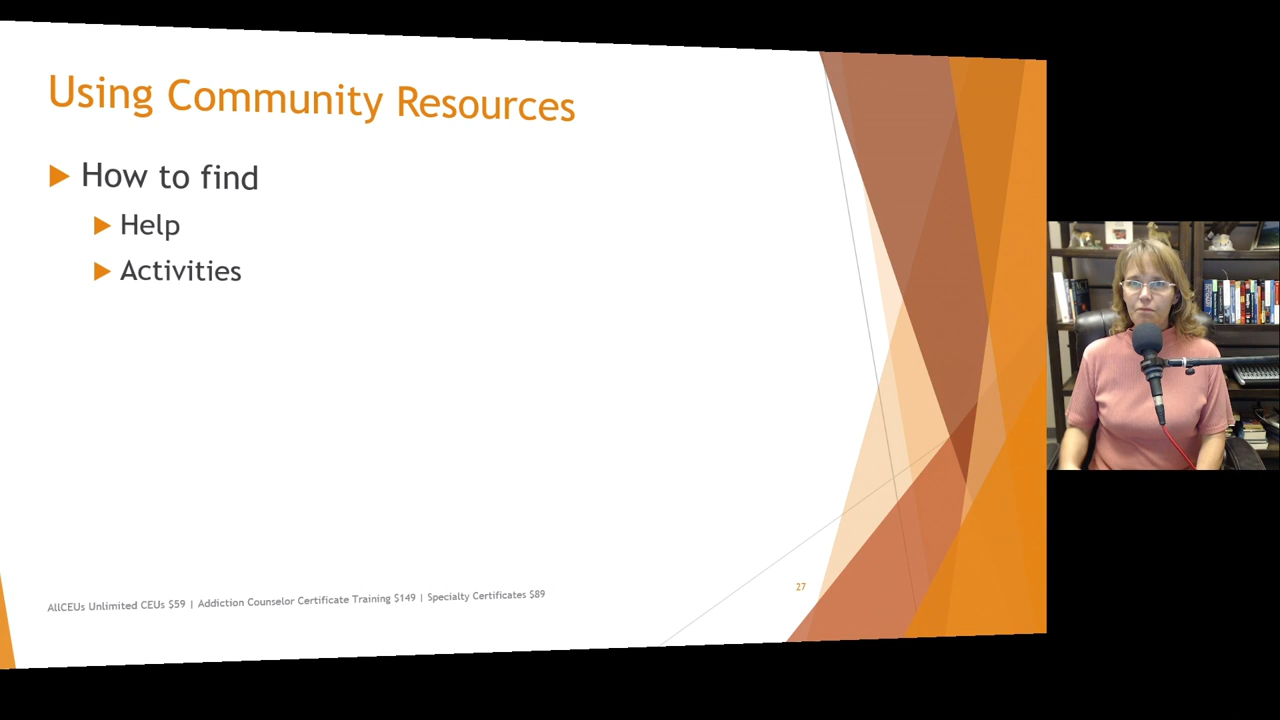 Using Community Resources
How to find
Help
Activities
AllCEUs Unlimited CEUs $59 | Addiction Counselor Certificate Training $149 | Specialty Certificates $89
27